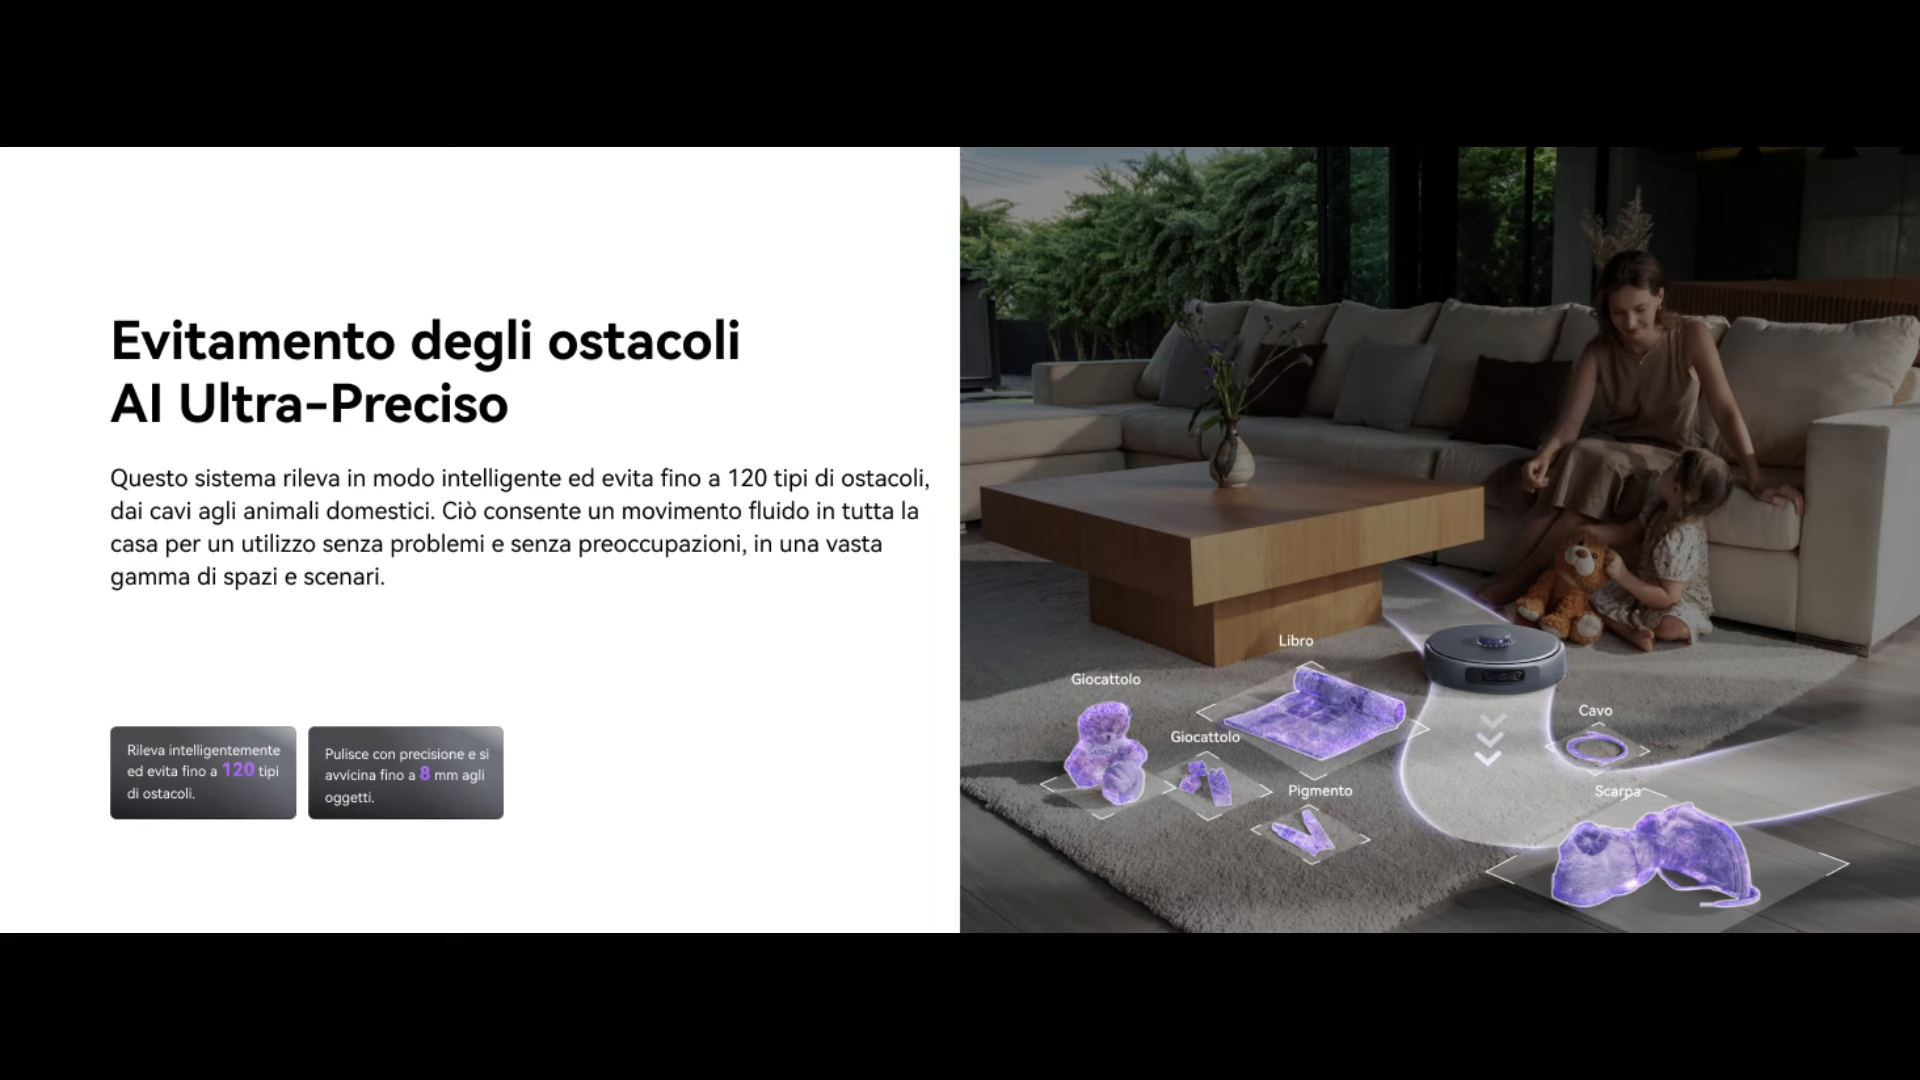 Evitamento degli ostacoli
AI Ultra-Preciso
Questo sistema rileva in modo intelligente ed evita fino a 120 tipi di ostacoli,
dai cavi agli animali domestici. Ciò consente un movimento fluido in tutta la
casa per un utilizzo senza problemi e senza preoccupazioni, in una vasta
gamma di spazi e scenari.
Rileva intelligentemente
ed evita fino a 120 tipi
di ostacoli.
Pulisce con precisione e si
avvicina fino a 8 mm agli
oggetti.
Libro
Giocattolo
Cavo
Giocattolo
Pigmento
Scarpa